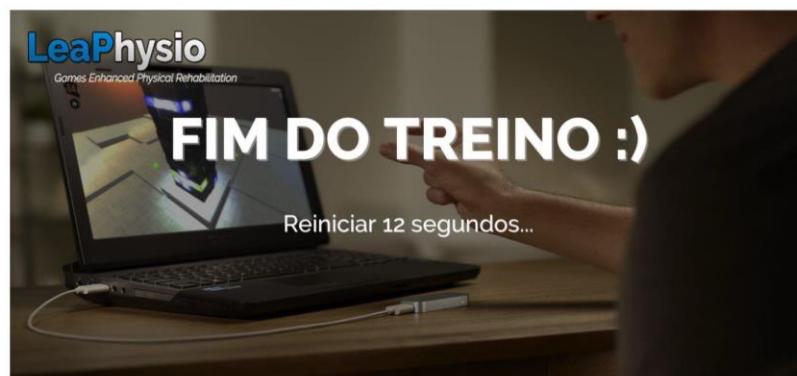 LeaPhysio
Games Enhanced Physical Rehabilitation
FIM DO TREINO :)
Reiniciar 12 segundos...